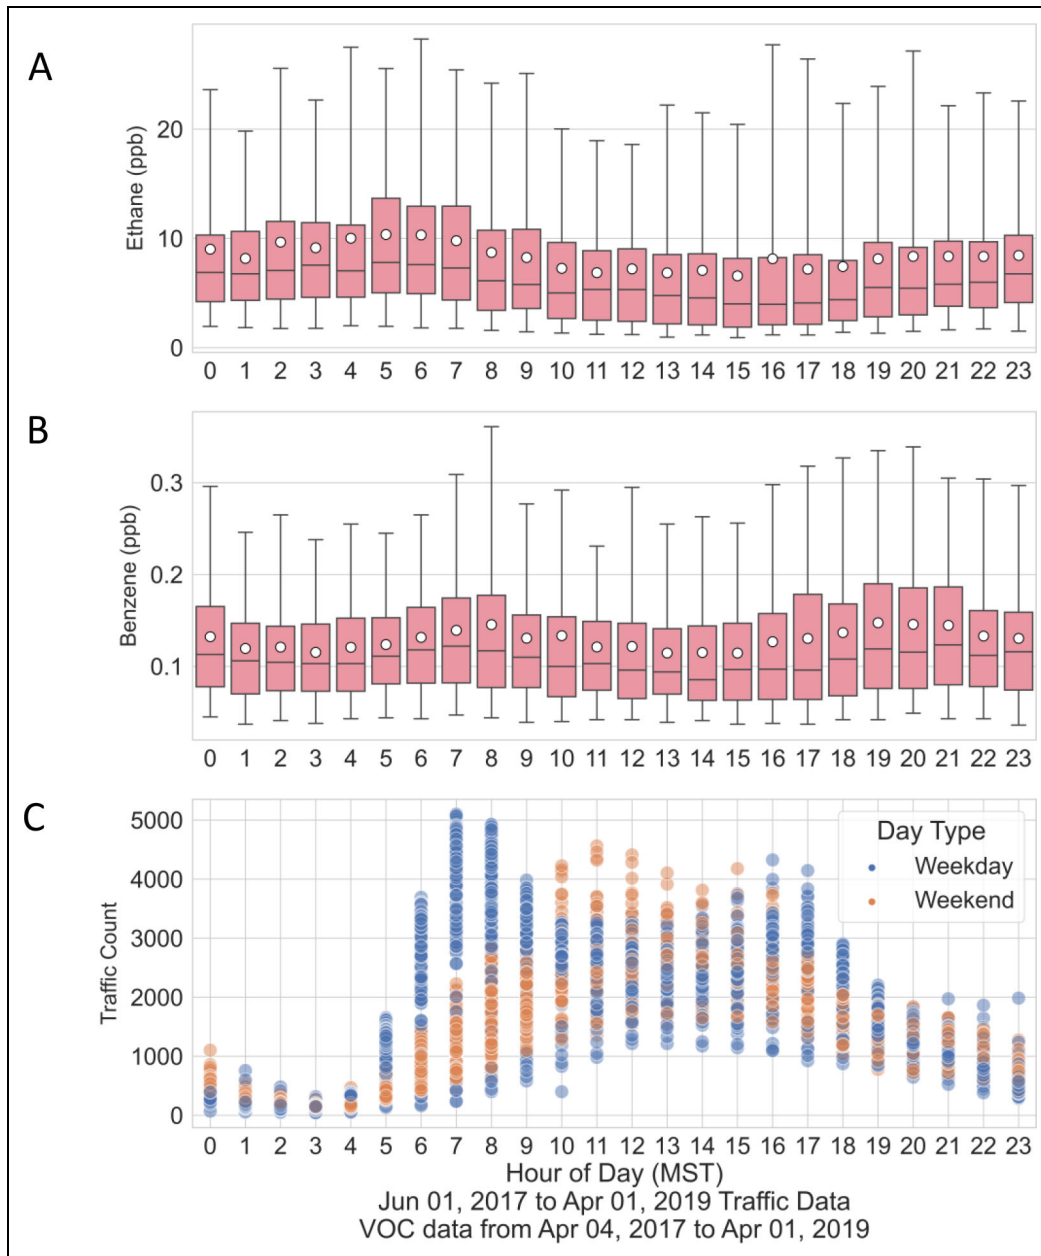 A
Ethane (ppb)
20
10
0
0 1 2 3 4 5 6 7 8 9 10 11 12 13 14 15 16 17 18 19 20 21 22 23
B
Benzene (ppb)
0.3
0.2
0.1
0 1 2 3 4 5 6 7 8 9 10 11 12 13 14 15 16 17 18 19 20 21 22 23
C
Traffic Count
5000
4000
3000
2000
1000
0
Day Type
Weekday
Weekend
0 1 2 3 4 5 6 7 8 9 10 11 12 13 14 15 16 17 18 19 20 21 22 23
Hour of Day (MST)
Jun 01, 2017 to Apr 01, 2019 Traffic Data
VOC data from Apr 04, 2017 to Apr 01, 2019